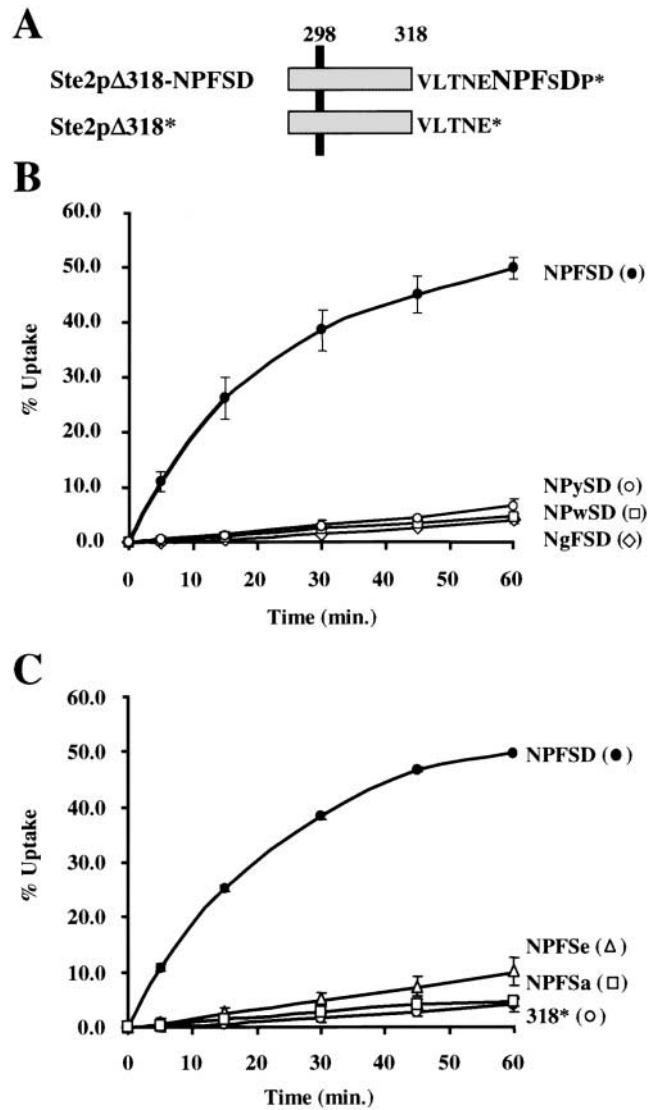 A
298 318
Ste2pΔ318-NPFSD VLTNENPFSDP*
Ste2pΔ318* VLTNE*
B
60.0
50.0
40.0
30.0
20.0
10.0
0.0
% Uptake
NPFSD (●)
NPySD (○)
NPwSD (□)
NgFSD (◇)
0 10 20 30 40 50 60
Time (min.)
C
60.0
50.0
40.0
30.0
20.0
10.0
0.0
% Uptake
NPFSD (●)
NPFSe (△)
NPFSa (□)
318* (○)
0 10 20 30 40 50 60
Time (min.)